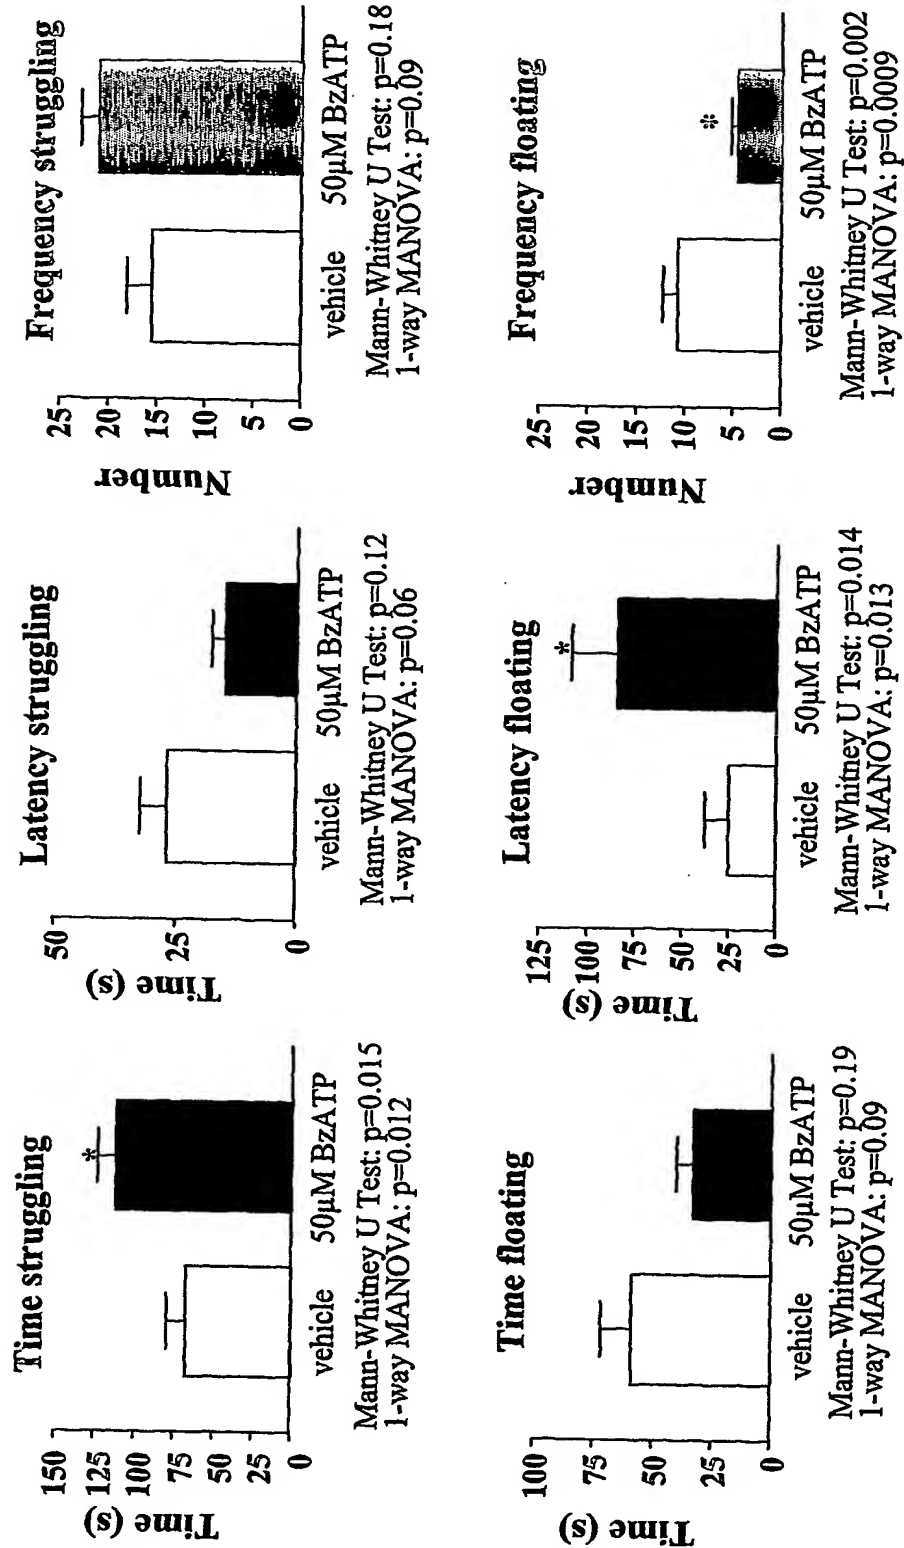 Time struggling
Time (s)
150
125
100
75
50
25
0
*
vehicle 50μM BzATP
Mann-Whitney U Test: p=0.015
1-way MANOVA: p=0.012
Latency struggling
Time (s)
50
25
0
vehicle 50μM BzATP
Mann-Whitney U Test: p=0.12
1-way MANOVA: p=0.06
Frequency struggling
Number
25
20
15
10
5
0
vehicle 50μM BzATP
Mann-Whitney U Test: p=0.18
1-way MANOVA: p=0.09
Time floating
Time (s)
100
75
50
25
0
vehicle 50μM BzATP
Mann-Whitney U Test: p=0.19
1-way MANOVA: p=0.09
Latency floating
Time (s)
125
100
75
50
25
0
*
vehicle 50μM BzATP
Mann-Whitney U Test: p=0.014
1-way MANOVA: p=0.013
Frequency floating
Number
25
20
15
10
5
0
*
vehicle 50μM BzATP
Mann-Whitney U Test: p=0.002
1-way MANOVA: p=0.0009